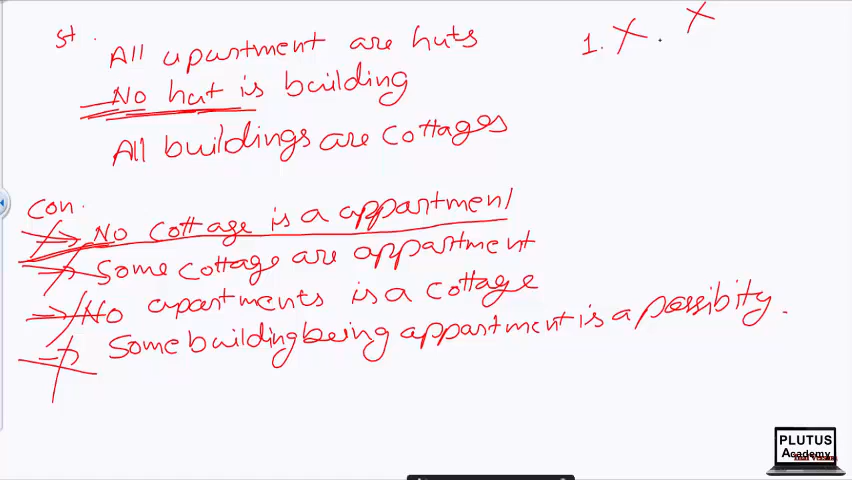 st.
All apartment are huts
No hut is building
All buildings are cottages
1. X. X
con.
No cottage is a appartment
Some cottage are appartment
No apartments is a cottage
Some building being appartment is a possibity.
PLUTUS
Academy